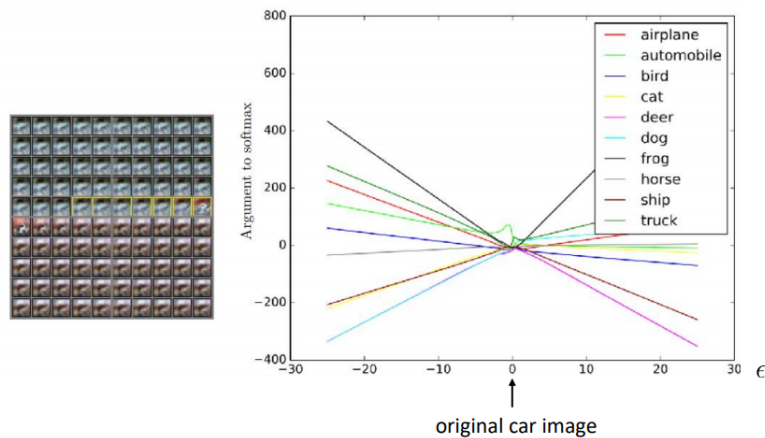 800
600
400
200
0
−200
−400
Argument to softmax
airplane
automobile
bird
cat
deer
dog
frog
horse
ship
truck
−30 −20 −10 0 10 20 30 ϵ
original car image